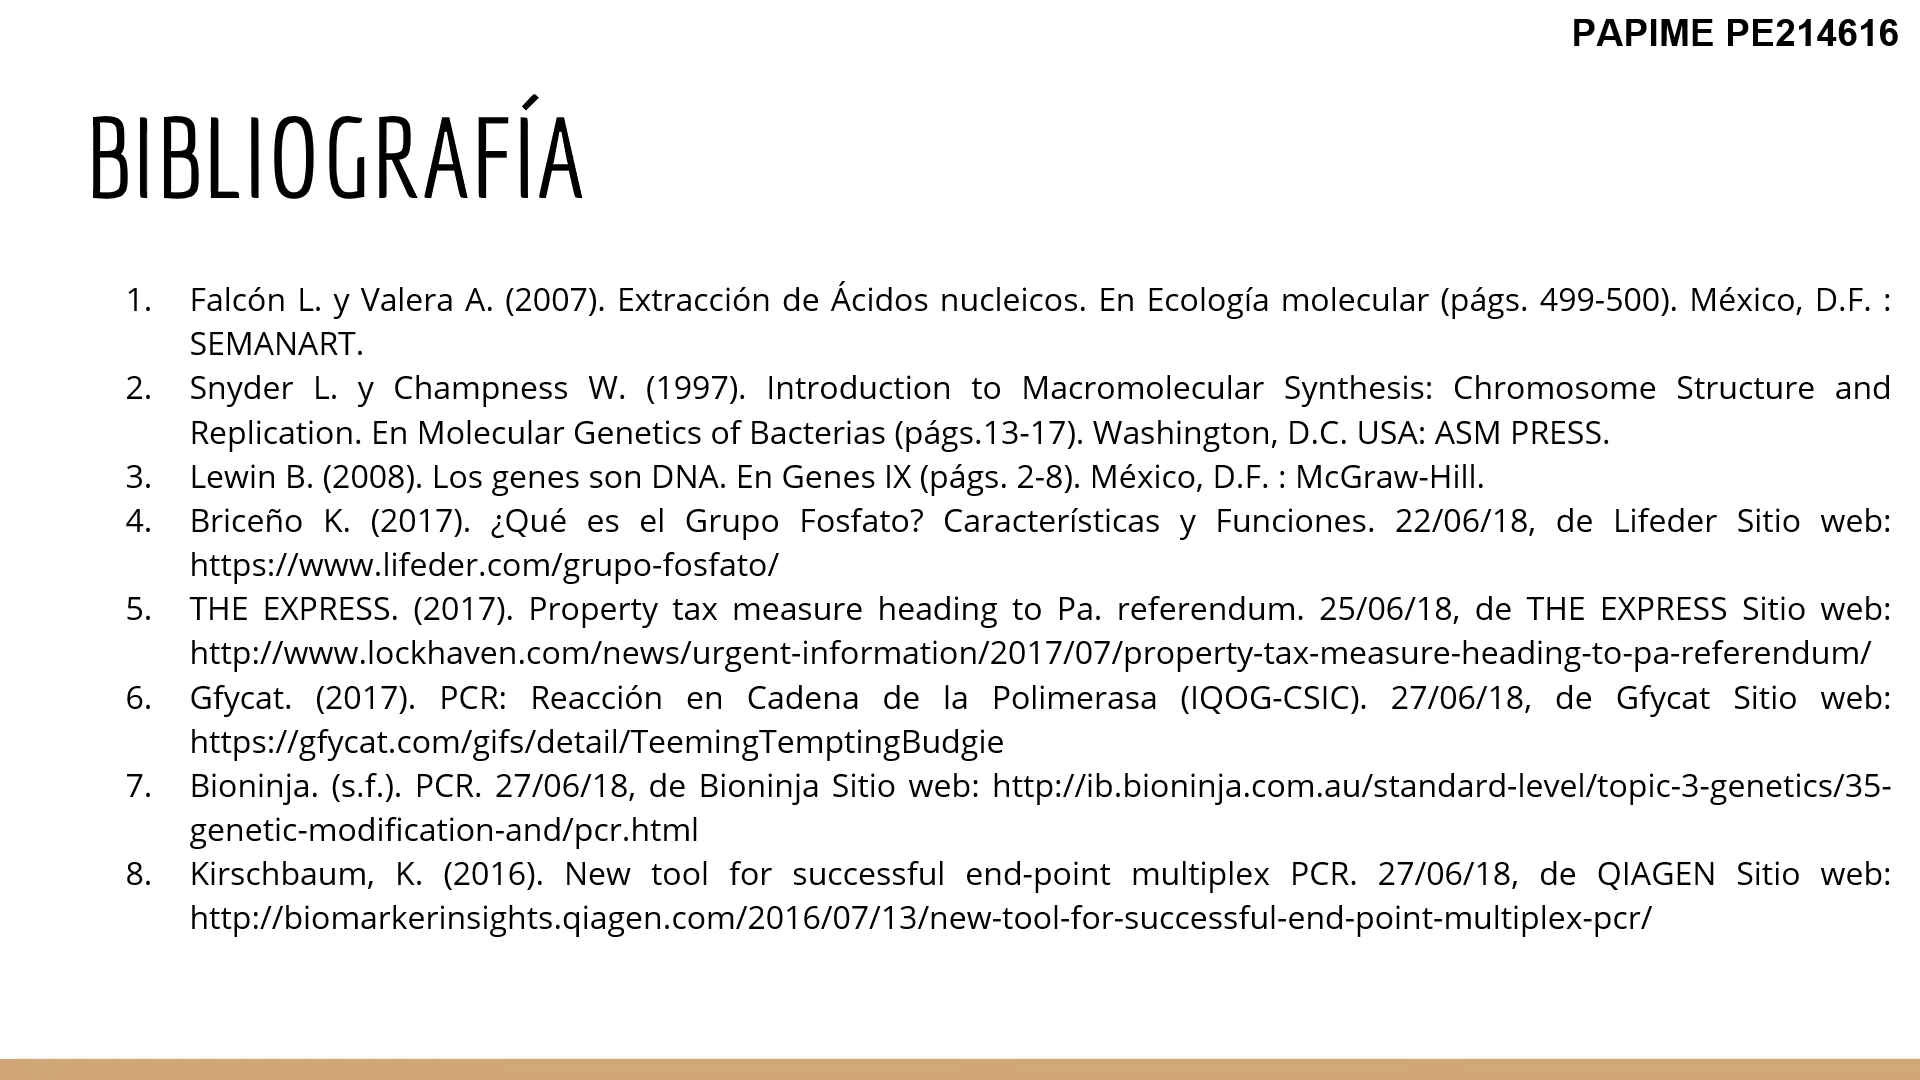 PAPIME PE214616
BIBLIOGRAFÍA
1. Falcón L. y Valera A. (2007). Extracción de Ácidos nucleicos. En Ecología molecular (págs. 499-500). México, D.F. :
SEMANART.
2. Snyder L. y Champness W. (1997). Introduction to Macromolecular Synthesis: Chromosome Structure and
Replication. En Molecular Genetics of Bacterias (págs.13-17). Washington, D.C. USA: ASM PRESS.
3. Lewin B. (2008). Los genes son DNA. En Genes IX (págs. 2-8). México, D.F. : McGraw-Hill.
4. Briceño K. (2017). ¿Qué es el Grupo Fosfato? Características y Funciones. 22/06/18, de Lifeder Sitio web:
https://www.lifeder.com/grupo-fosfato/
5. THE EXPRESS. (2017). Property tax measure heading to Pa. referendum. 25/06/18, de THE EXPRESS Sitio web:
http://www.lockhaven.com/news/urgent-information/2017/07/property-tax-measure-heading-to-pa-referendum/
6. Gfycat. (2017). PCR: Reacción en Cadena de la Polimerasa (IQOG-CSIC). 27/06/18, de Gfycat Sitio web:
https://gfycat.com/gifs/detail/TeemingTemptingBudgie
7. Bioninja. (s.f.). PCR. 27/06/18, de Bioninja Sitio web: http://ib.bioninja.com.au/standard-level/topic-3-genetics/35-
genetic-modification-and/pcr.html
8. Kirschbaum, K. (2016). New tool for successful end-point multiplex PCR. 27/06/18, de QIAGEN Sitio web:
http://biomarkerinsights.qiagen.com/2016/07/13/new-tool-for-successful-end-point-multiplex-pcr/